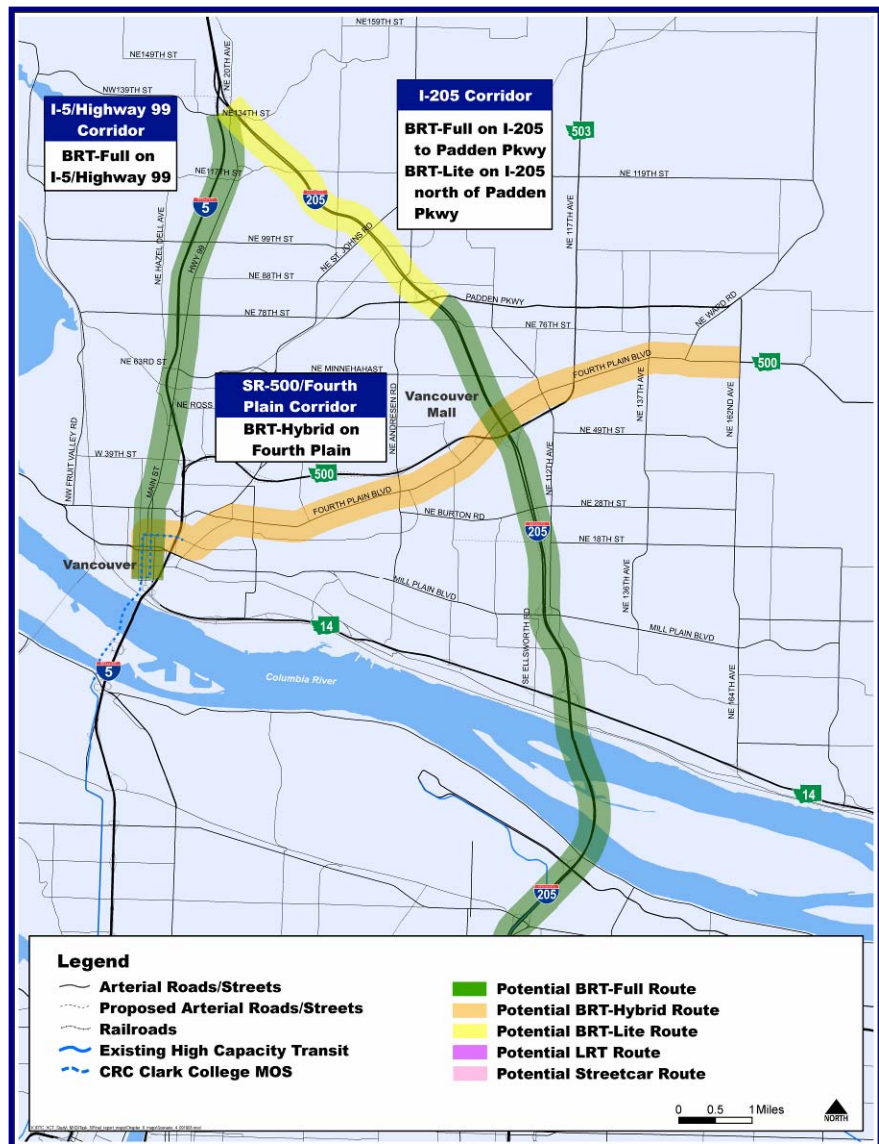 NE159TH ST
NE149TH ST
NE 20TH AVE
NW139TH ST
NE134TH ST
I-5/Highway 99
Corridor
BRT-Full on
I-5/Highway 99
I-205 Corridor
BRT-Full on I-205
to Padden Pkwy
BRT-Lite on I-205
north of Padden
Pkwy
503
NE 117TH ST
NE 119TH ST
5
205
NE HAZEL DELL AVE
HWY 99
NE 117TH AVE
NE 99TH ST
NE ST. JOHNS RD
NE 88TH ST
PADDEN PKWY
NE WARD RD
NE 78TH ST
NE 76TH ST
NE 63RD ST
NE MINNEHAHAST
FOURTH PLAIN BLVD
500
SR-500/Fourth
Plain Corridor
BRT-Hybrid on
Fourth Plain
NE ROSS
NE ANDRESEN RD
Vancouver
Mall
NE 137TH AVE
NE 162ND AVE
NW FRUIT VALLEY RD
W 39TH ST
MAIN ST
500
NE 49TH ST
NE 112TH AVE
FOURTH PLAIN BLVD
NE BURTON RD
NE 28TH ST
205
NE 18TH ST
Vancouver
MILL PLAIN BLVD
NE 136TH AVE
MILL PLAIN BLVD
14
SE ELLSWORTH RD
NE 164TH AVE
5
Columbia River
14
205
Legend
Arterial Roads/Streets
Proposed Arterial Roads/Streets
Railroads
Existing High Capacity Transit
CRC Clark College MOS
Potential BRT-Full Route
Potential BRT-Hybrid Route
Potential BRT-Lite Route
Potential LRT Route
Potential Streetcar Route
0 0.5 1 Miles
NORTH